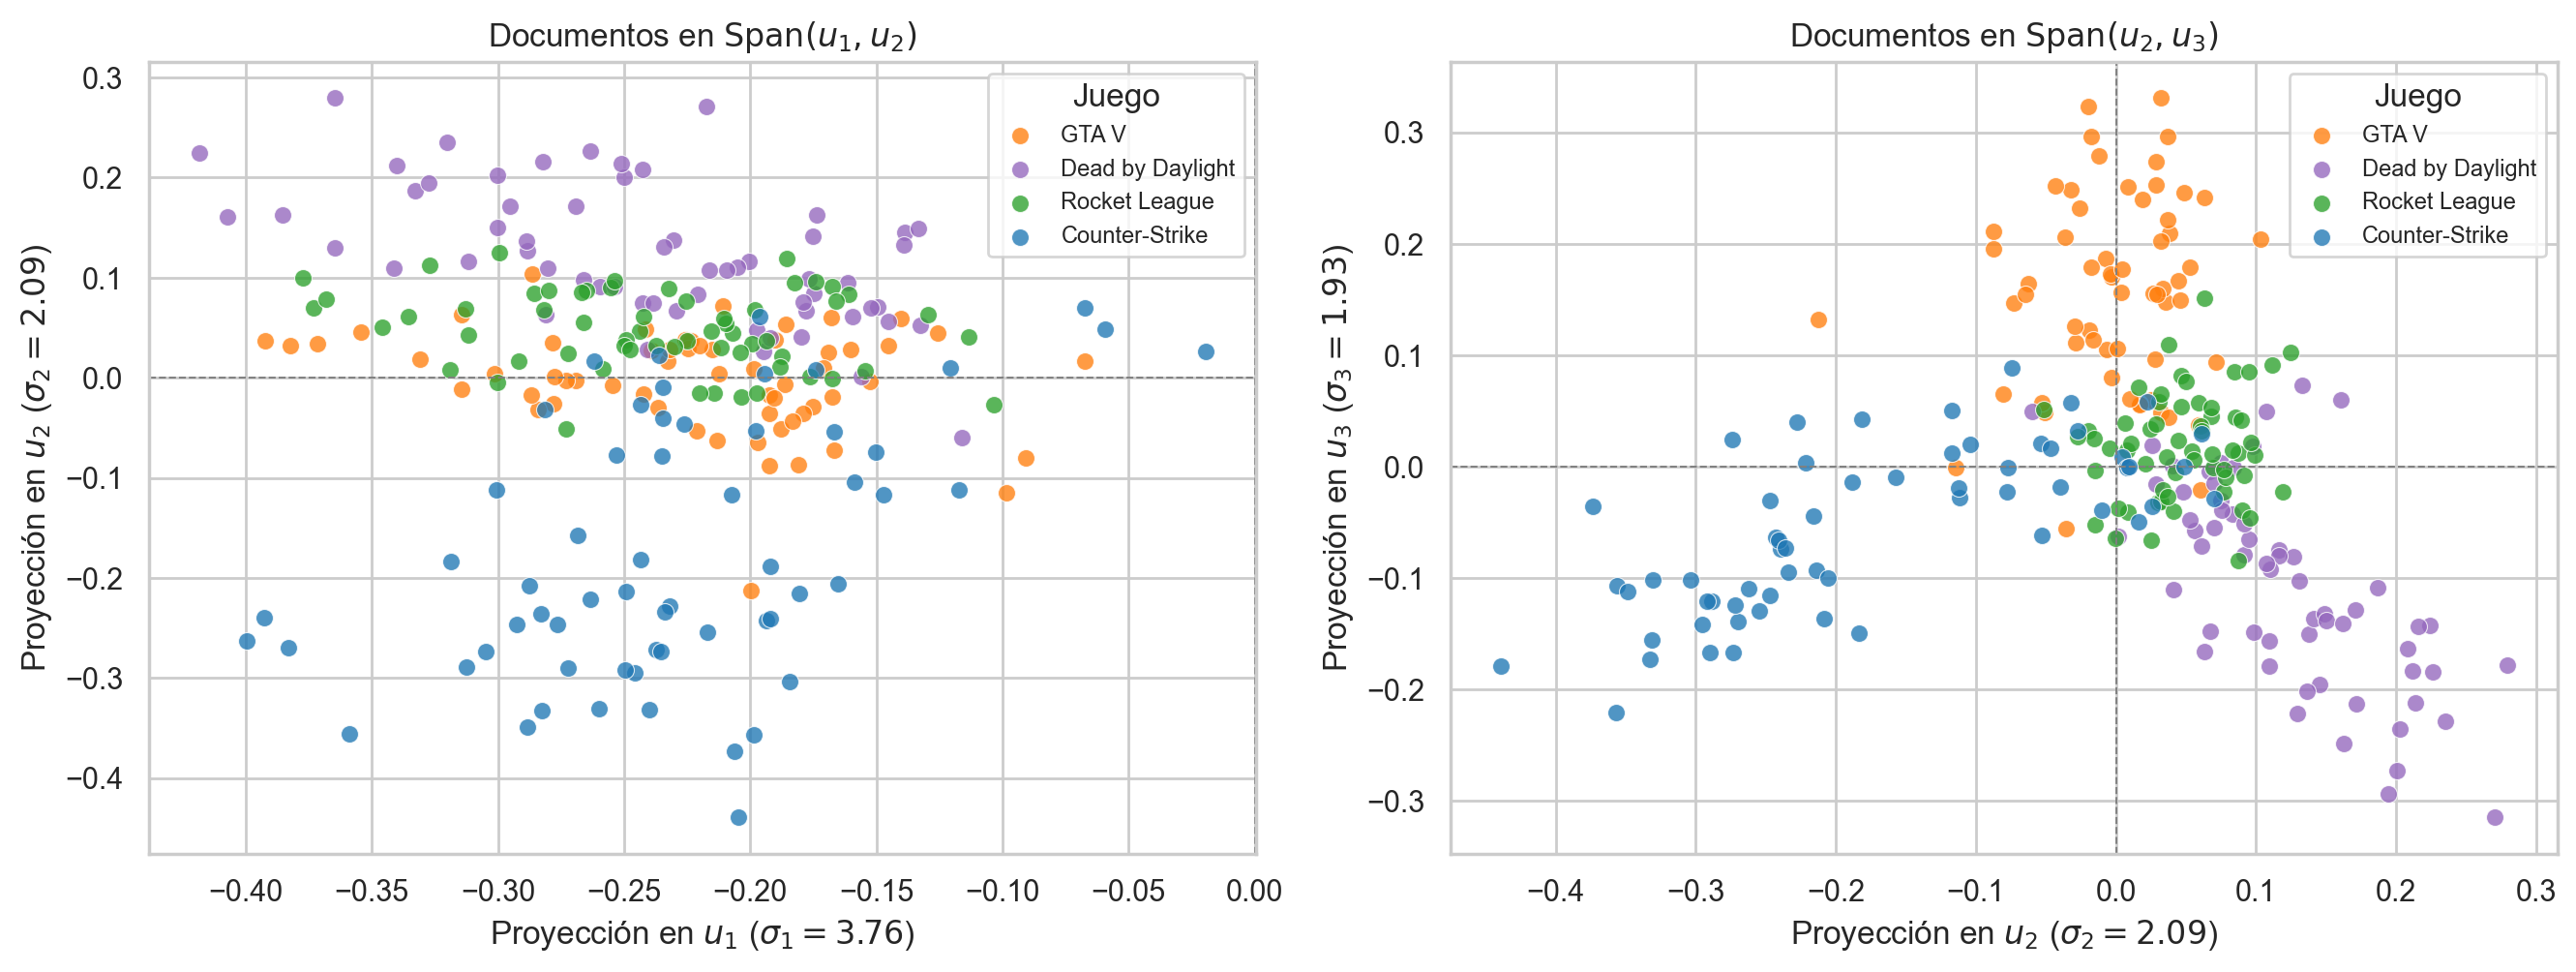 Documentos en Span(u₁, u₂)
0.3
0.2
0.1
0.0
−0.1
−0.2
−0.3
−0.4
Proyección en u₂ (σ₂ = 2.09)
Juego
GTA V
Dead by Daylight
Rocket League
Counter-Strike
−0.40 −0.35 −0.30 −0.25 −0.20 −0.15 −0.10 −0.05 0.00
Proyección en u₁ (σ₁ = 3.76)
Documentos en Span(u₂, u₃)
0.3
0.2
0.1
0.0
−0.1
−0.2
−0.3
Proyección en u₃ (σ₃ = 1.93)
Juego
GTA V
Dead by Daylight
Rocket League
Counter-Strike
−0.4 −0.3 −0.2 −0.1 0.0 0.1 0.2 0.3
Proyección en u₂ (σ₂ = 2.09)